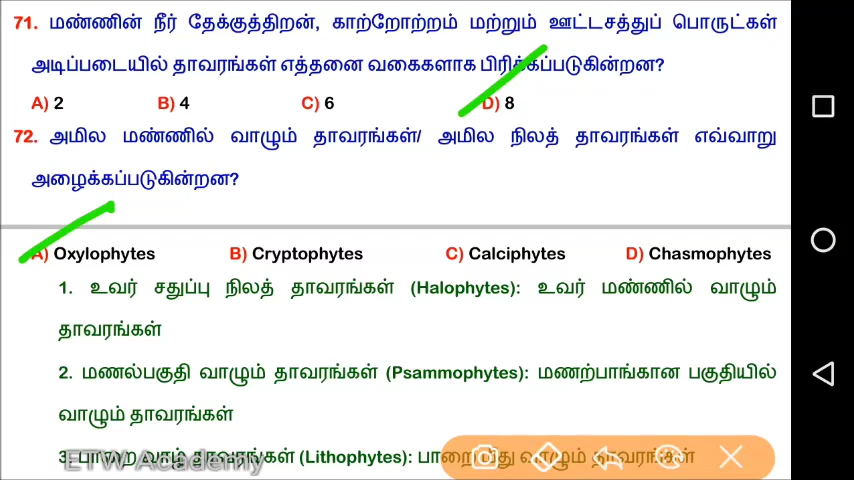 71. மண்ணின் நீர் தேக்குத்திறன், காற்றோற்றம் மற்றும் ஊட்டசத்துப் பொருட்கள்
அடிப்படையில் தாவரங்கள் எத்தனை வகைகளாக பிரிக்கப்படுகின்றன?
A) 2 B) 4 C) 6 D) 8
72. அமில மண்ணில் வாழும் தாவரங்கள்/ அமில நிலத் தாவரங்கள் எவ்வாறு
அழைக்கப்படுகின்றன?
A) Oxylophytes B) Cryptophytes C) Calciphytes D) Chasmophytes
1. உவர் சதுப்பு நிலத் தாவரங்கள் (Halophytes): உவர் மண்ணில் வாழும்
தாவரங்கள்
2. மணல்பகுதி வாழும் தாவரங்கள் (Psammophytes): மணற்பாங்கான பகுதியில்
வாழும் தாவரங்கள்
3. பாறை வாழ் தாவரங்கள் (Lithophytes): பாறை மீது வாழும் தாவரங்கள்
ETW Academy